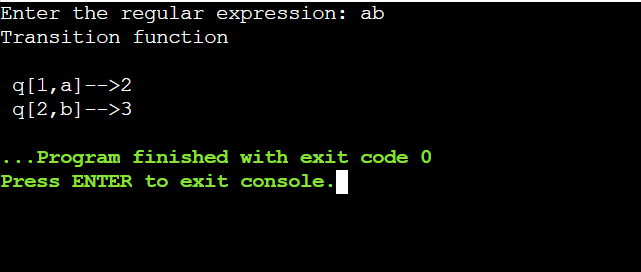 Enter the regular expression: ab
Transition function
q[1,a]-->2
q[2,b]-->3
...Program finished with exit code 0
Press ENTER to exit console.